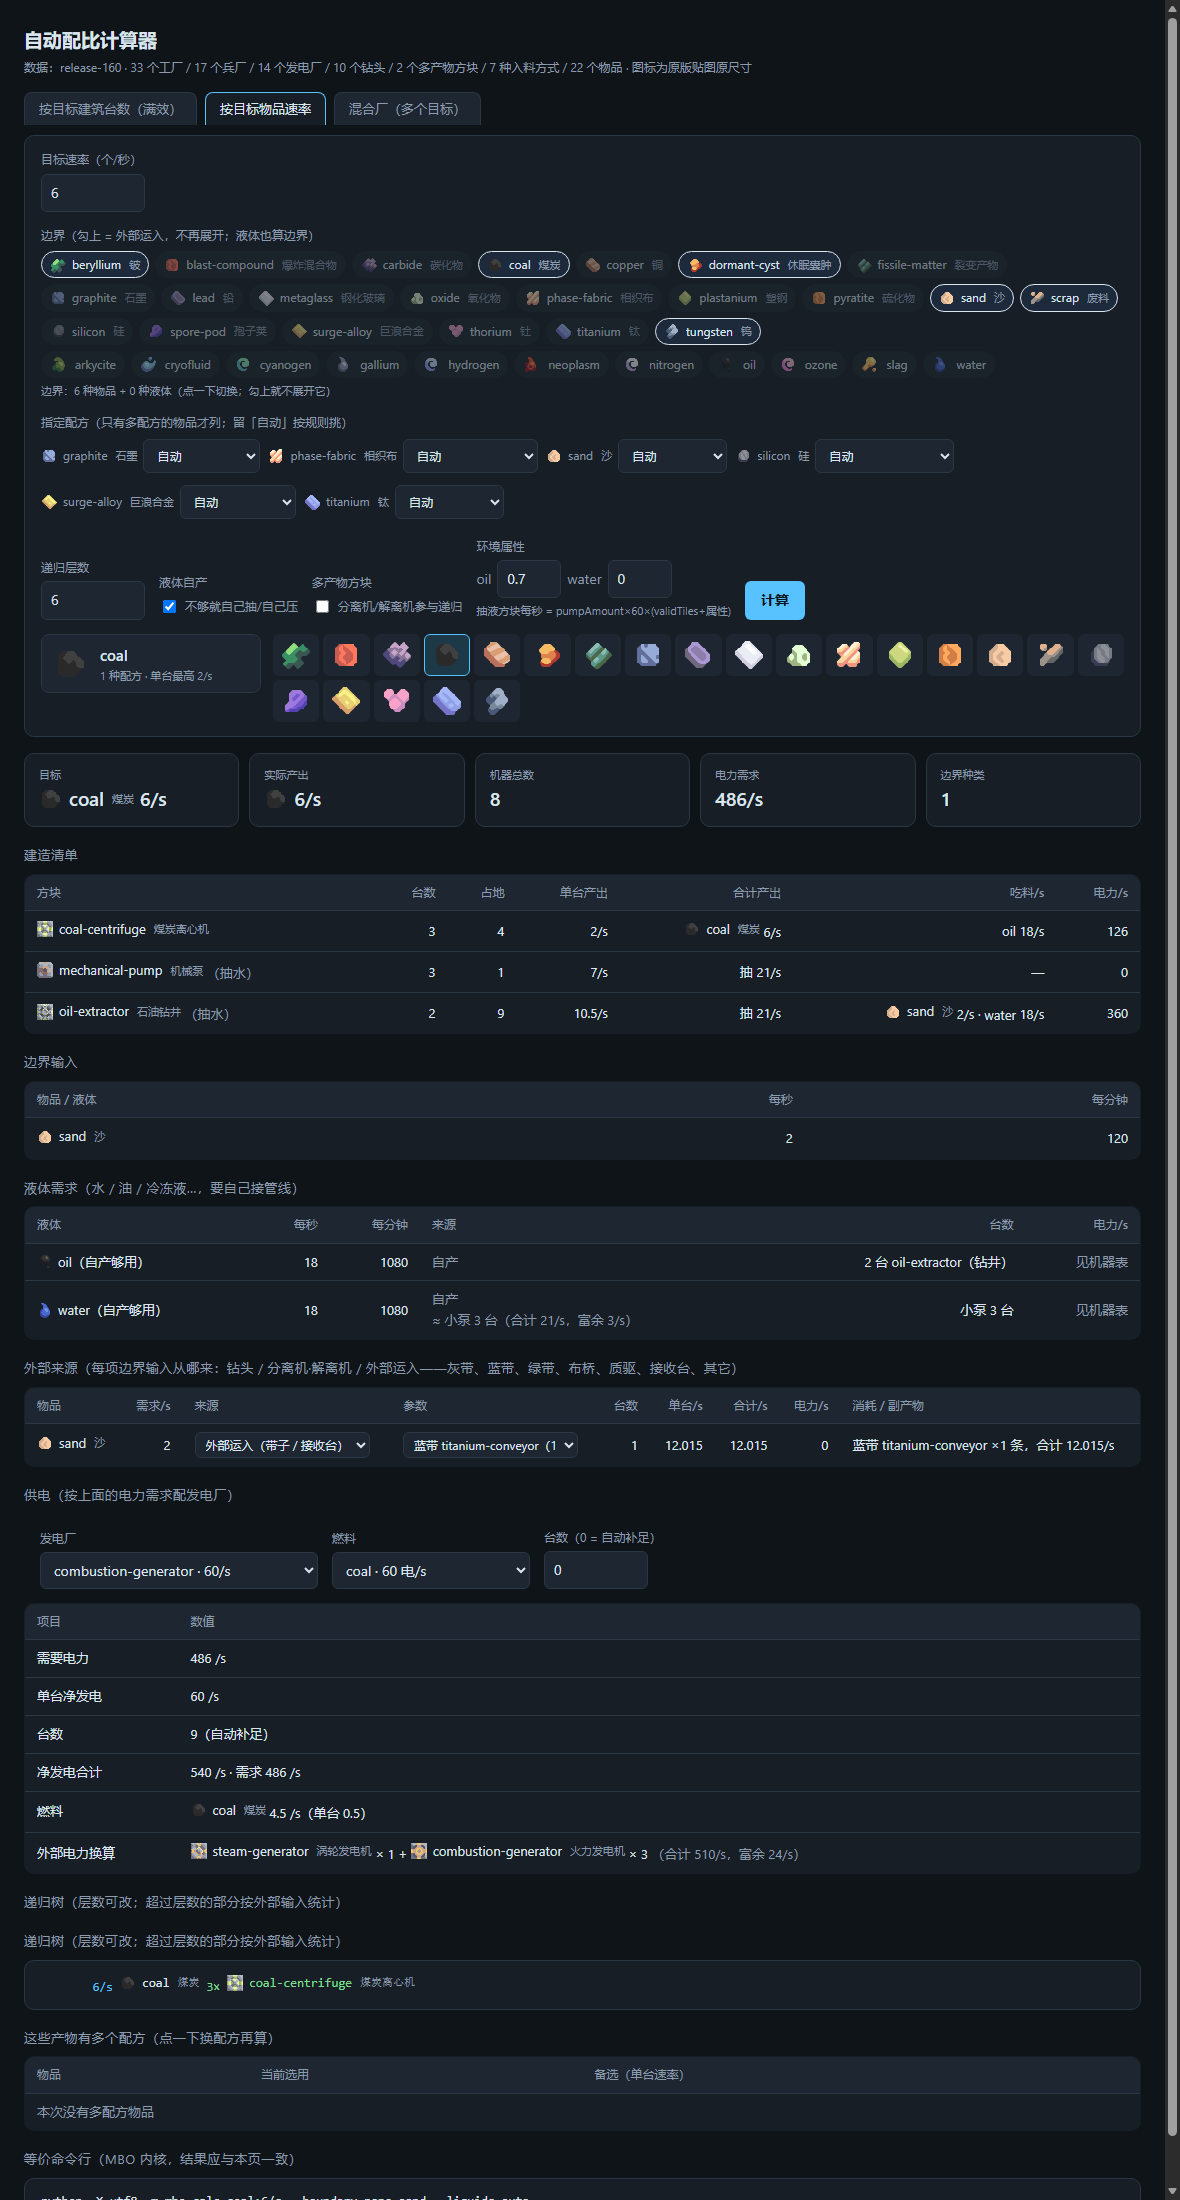 自动配比计算器
数据：release-160 · 33 个工厂 / 17 个兵厂 / 14 个发电厂 / 10 个钻头 / 2 个多产物方块 / 7 种入料方式 / 22 个物品 · 图标为原版贴图原尺寸
按目标建筑台数（满效） 按目标物品速率 混合厂（多个目标）
目标速率（个/秒）
6
边界（勾上 = 外部运入，不再展开；液体也算边界）
beryllium 铍 blast-compound 爆炸混合物 carbide 碳化物 coal 煤炭 copper 铜 dormant-cyst 休眠囊肿 fissile-matter 裂变产物
graphite 石墨 lead 铅 metaglass 钢化玻璃 oxide 氧化物 phase-fabric 相织布 plastanium 塑钢 pyratite 硫化物 sand 沙 scrap 废料
silicon 硅 spore-pod 孢子荚 surge-alloy 巨浪合金 thorium 钍 titanium 钛 tungsten 钨
arkycite cryofluid cyanogen gallium hydrogen neoplasm nitrogen oil ozone slag water
边界：6 种物品 + 0 种液体（点一下切换；勾上就不展开它）
指定配方（只有多配方的物品才列；留「自动」按规则挑）
graphite 石墨 自动 phase-fabric 相织布 自动 sand 沙 自动 silicon 硅 自动
surge-alloy 巨浪合金 自动 titanium 钛 自动
递归层数 液体自产 多产物方块 环境属性
6 不够就自己抽/自己压 分离机/解离机参与递归 oil 0.7 water 0 计算
抽液方块每秒 = pumpAmount×60×(validTiles+属性)
coal
1 种配方 · 单台最高 2/s
目标 实际产出 机器总数 电力需求 边界种类
coal 煤炭 6/s 6/s 8 486/s 1
建造清单
方块 台数 占地 单台产出 合计产出 吃料/s 电力/s
coal-centrifuge 煤炭离心机 3 4 2/s coal 煤炭 6/s oil 18/s 126
mechanical-pump 机械泵 （抽水） 3 1 7/s 抽 21/s — 0
oil-extractor 石油钻井 （抽水） 2 9 10.5/s 抽 21/s sand 沙 2/s · water 18/s 360
边界输入
物品 / 液体 每秒 每分钟
sand 沙 2 120
液体需求（水 / 油 / 冷冻液…，要自己接管线）
液体 每秒 每分钟 来源 台数 电力/s
oil（自产够用） 18 1080 自产 2 台 oil-extractor（钻井） 见机器表
water（自产够用） 18 1080 自产 小泵 3 台 见机器表
≈ 小泵 3 台（合计 21/s，富余 3/s）
外部来源（每项边界输入从哪来：钻头 / 分离机·解离机 / 外部运入——灰带、蓝带、绿带、布桥、质驱、接收台、其它）
物品 需求/s 来源 参数 台数 单台/s 合计/s 电力/s 消耗 / 副产物
sand 沙 2 外部运入（带子 / 接收台） 蓝带 titanium-conveyor（1 1 12.015 12.015 0 蓝带 titanium-conveyor ×1 条，合计 12.015/s
供电（按上面的电力需求配发电厂）
发电厂 燃料 台数（0 = 自动补足）
combustion-generator · 60/s coal · 60 电/s 0
项目 数值
需要电力 486 /s
单台净发电 60 /s
台数 9（自动补足）
净发电合计 540 /s · 需求 486 /s
燃料 coal 煤炭 4.5 /s（单台 0.5）
外部电力换算 steam-generator 涡轮发电机 × 1 + combustion-generator 火力发电机 × 3 （合计 510/s，富余 24/s）
递归树（层数可改；超过层数的部分按外部输入统计）
递归树（层数可改；超过层数的部分按外部输入统计）
6/s coal 煤炭 3x coal-centrifuge 煤炭离心机
这些产物有多个配方（点一下换配方再算）
物品 当前选用 备选（单台速率）
本次没有多配方物品
等价命令行（MBO 内核，结果应与本页一致）